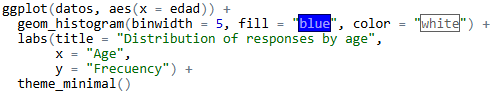 ggplot(datos, aes(x = edad)) +
  geom_histogram(binwidth = 5, fill = "blue", color = "white") +
  labs(title = "Distribution of responses by age",
       x = "Age",
       y = "Frecuency") +
  theme_minimal()